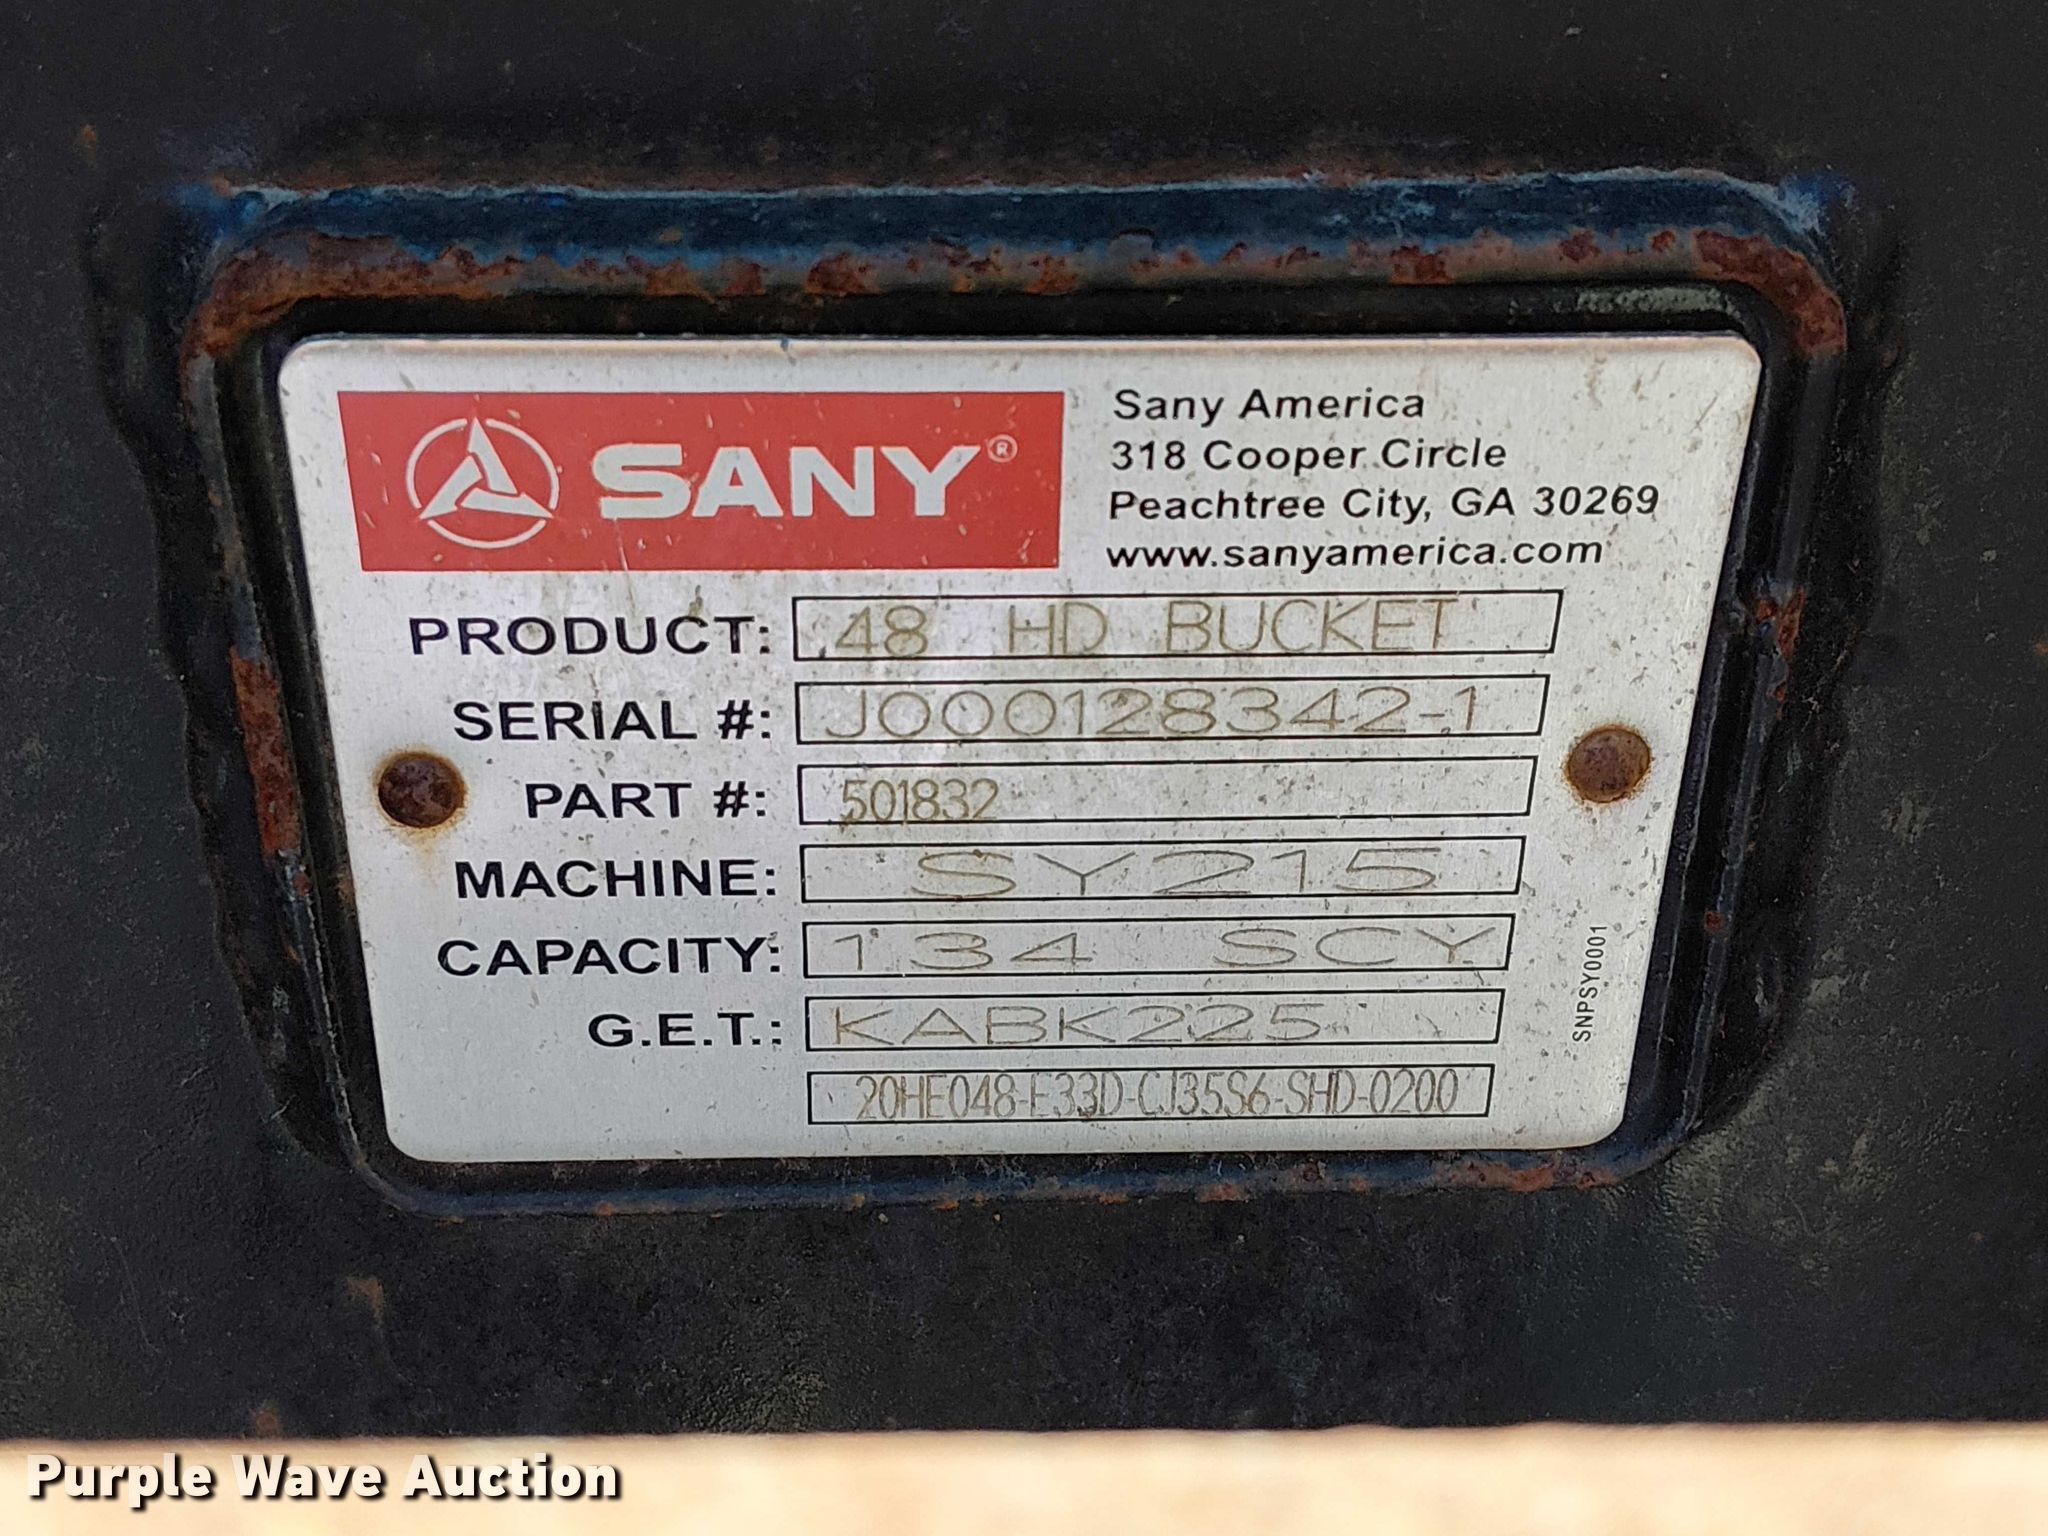 SANY®
Sany America
318 Cooper Circle
Peachtree City, GA 30269
www.sanyamerica.com
PRODUCT: 48 HD BUCKET
SERIAL #: J000128342-1
PART #: 501832
MACHINE: SY215
CAPACITY: 1.34 SCY
G.E.T.: KABK225
20HE048-E33D-CJ35S6-SHD-0200
SNPSY0001
Purple Wave Auction